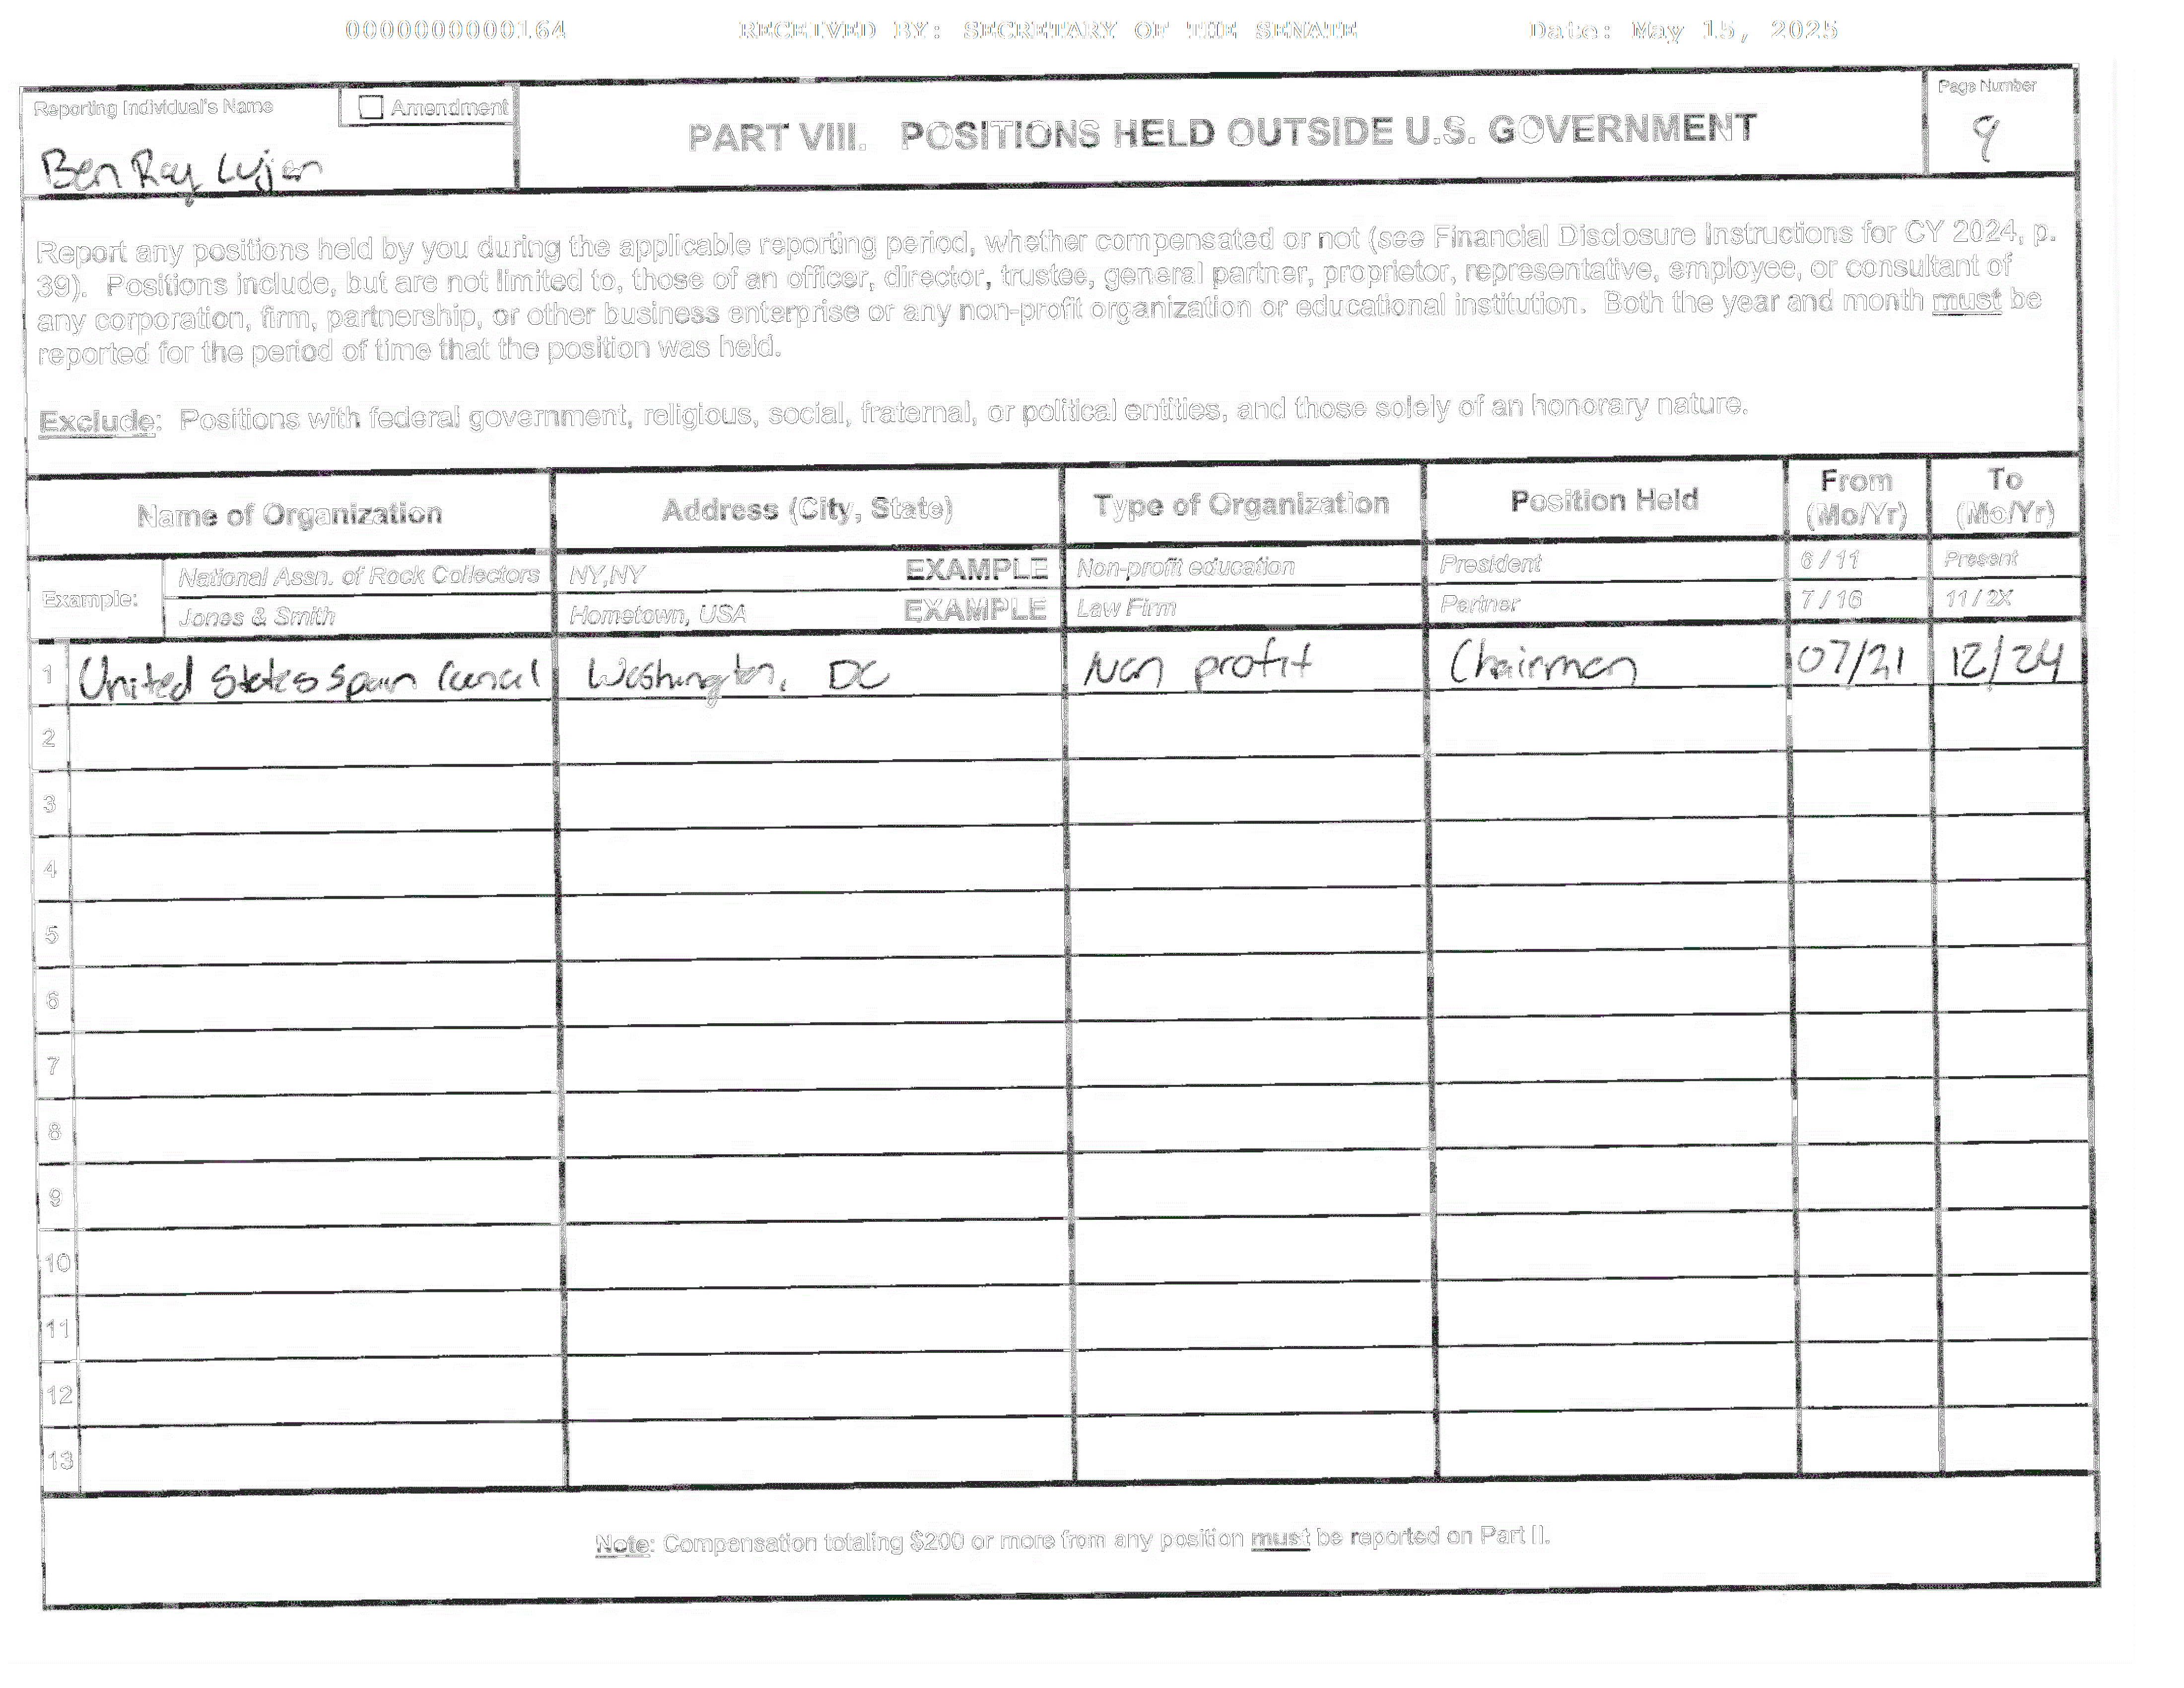 0000000000164 RECEIVED BY: SECRETARY OF THE SENATE Date: May 15, 2025
Reporting Individual's Name Amendment
Ben Ray Lujan
PART VIII. POSITIONS HELD OUTSIDE U.S. GOVERNMENT
Page Number
9
Report any positions held by you during the applicable reporting period, whether compensated or not (see Financial Disclosure Instructions for CY 2024, p.
39). Positions include, but are not limited to, those of an officer, director, trustee, general partner, proprietor, representative, employee, or consultant of
any corporation, firm, partnership, or other business enterprise or any non-profit organization or educational institution. Both the year and month must be
reported for the period of time that the position was held.
Exclude: Positions with federal government, religious, social, fraternal, or political entities, and those solely of an honorary nature.
Name of Organization Address (City, State) Type of Organization Position Held From (Mo/Yr) To (Mo/Yr)
Example: National Assn. of Rock Collectors NY,NY EXAMPLE Non-profit education President 6 / 11 Present
Jones & Smith Hometown, USA EXAMPLE Law Firm Partner 7 / 16 11 / 2X
1 United States Spain Council Washington, DC Non profit Chairman 07/21 12/24
2
3
4
5
6
7
8
9
10
11
12
13
Note: Compensation totaling $200 or more from any position must be reported on Part II.